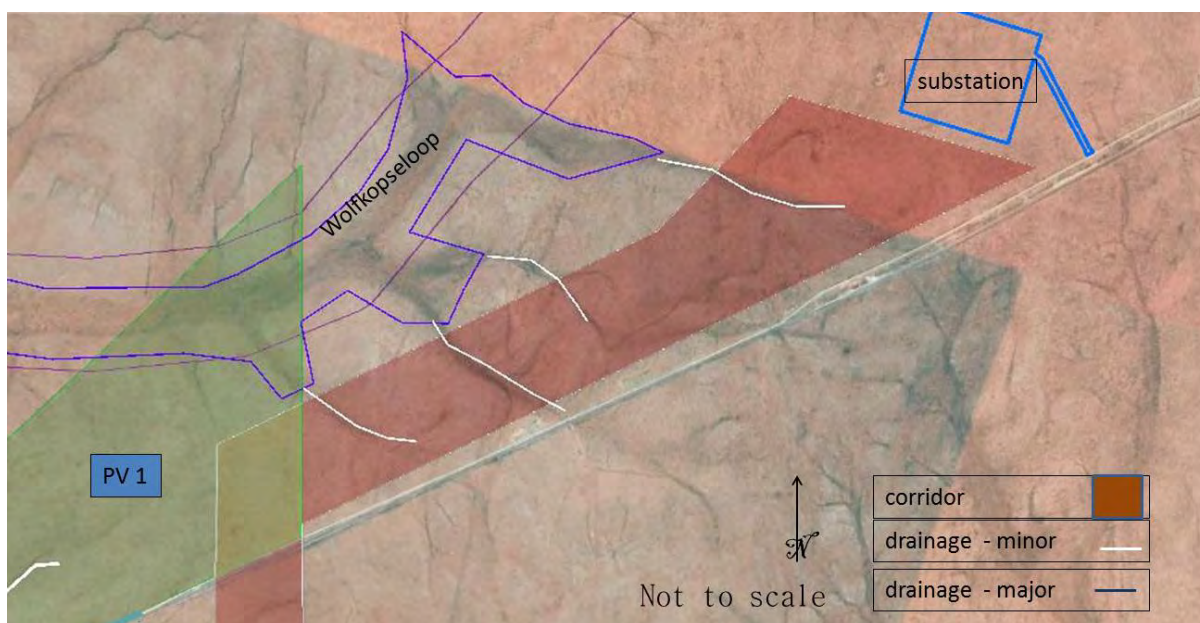 substation
Wolfkopseloop
PV 1
corridor
drainage - minor
drainage - major
N
Not to scale